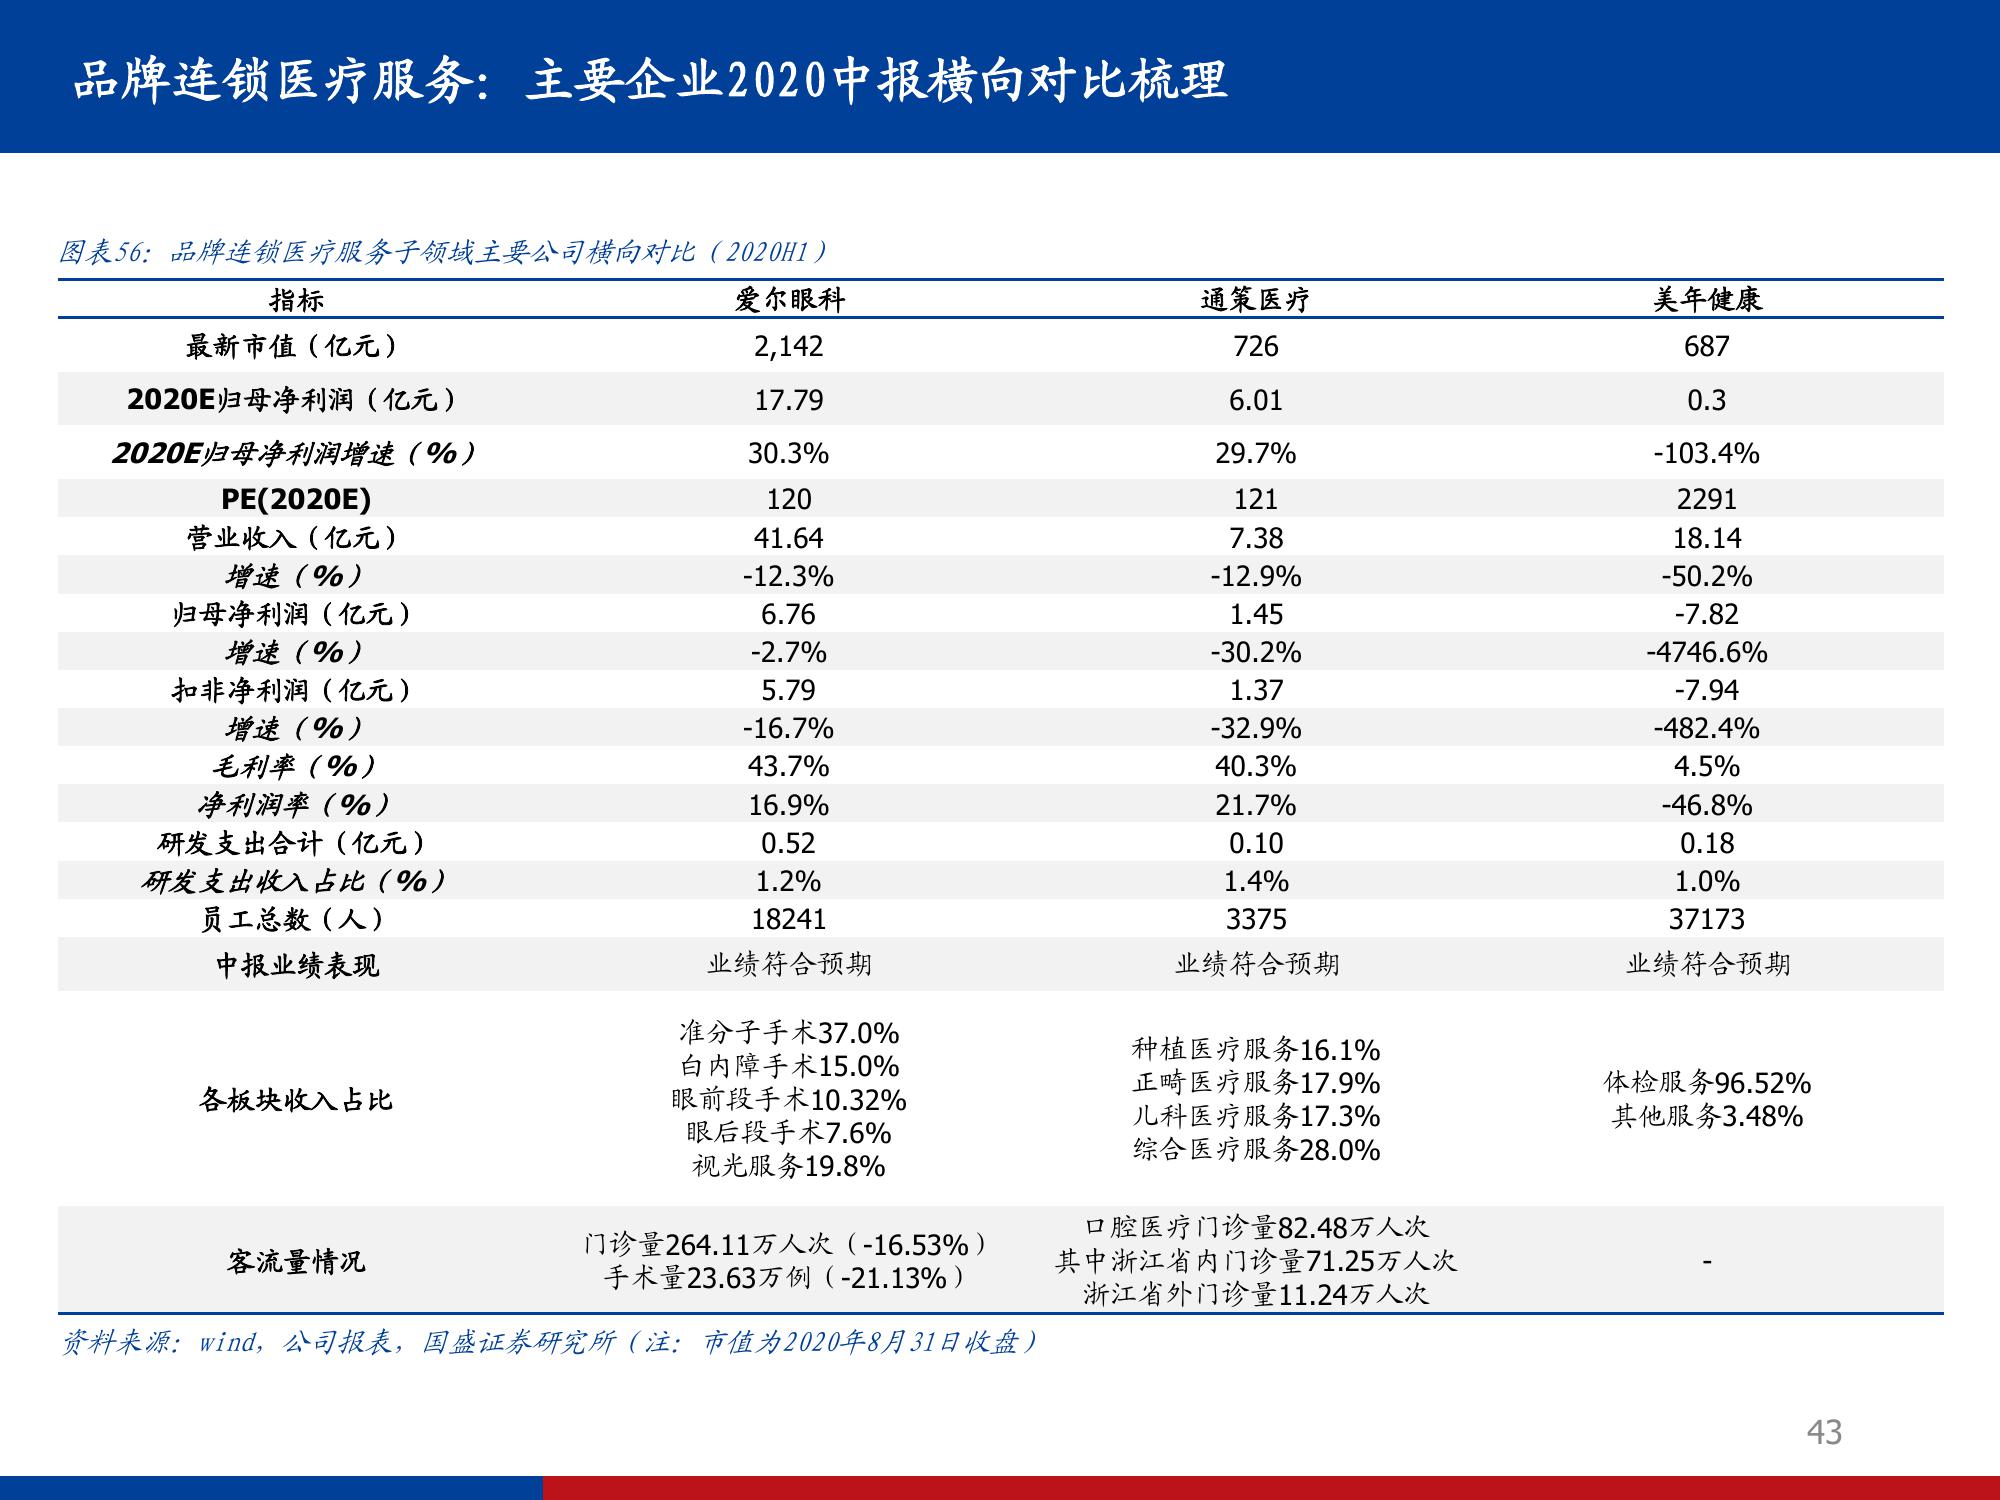 品牌连锁医疗服务：主要企业2020中报横向对比梳理
图表56：品牌连锁医疗服务子领域主要公司横向对比（2020H1）
指标 爱尔眼科 通策医疗 美年健康
最新市值（亿元） 2,142 726 687
2020E归母净利润（亿元） 17.79 6.01 0.3
2020E归母净利润增速（%） 30.3% 29.7% -103.4%
PE(2020E) 120 121 2291
营业收入（亿元） 41.64 7.38 18.14
增速（%） -12.3% -12.9% -50.2%
归母净利润（亿元） 6.76 1.45 -7.82
增速（%） -2.7% -30.2% -4746.6%
扣非净利润（亿元） 5.79 1.37 -7.94
增速（%） -16.7% -32.9% -482.4%
毛利率（%） 43.7% 40.3% 4.5%
净利润率（%） 16.9% 21.7% -46.8%
研发支出合计（亿元） 0.52 0.10 0.18
研发支出收入占比（%） 1.2% 1.4% 1.0%
员工总数（人） 18241 3375 37173
中报业绩表现 业绩符合预期 业绩符合预期 业绩符合预期
各板块收入占比
准分子手术37.0%
白内障手术15.0%
眼前段手术10.32%
眼后段手术7.6%
视光服务19.8%
种植医疗服务16.1%
正畸医疗服务17.9%
儿科医疗服务17.3%
综合医疗服务28.0%
体检服务96.52%
其他服务3.48%
客流量情况
门诊量264.11万人次（-16.53%）
手术量23.63万例（-21.13%）
口腔医疗门诊量82.48万人次
其中浙江省内门诊量71.25万人次
浙江省外门诊量11.24万人次
-
资料来源：wind，公司报表，国盛证券研究所（注：市值为2020年8月31日收盘）
43